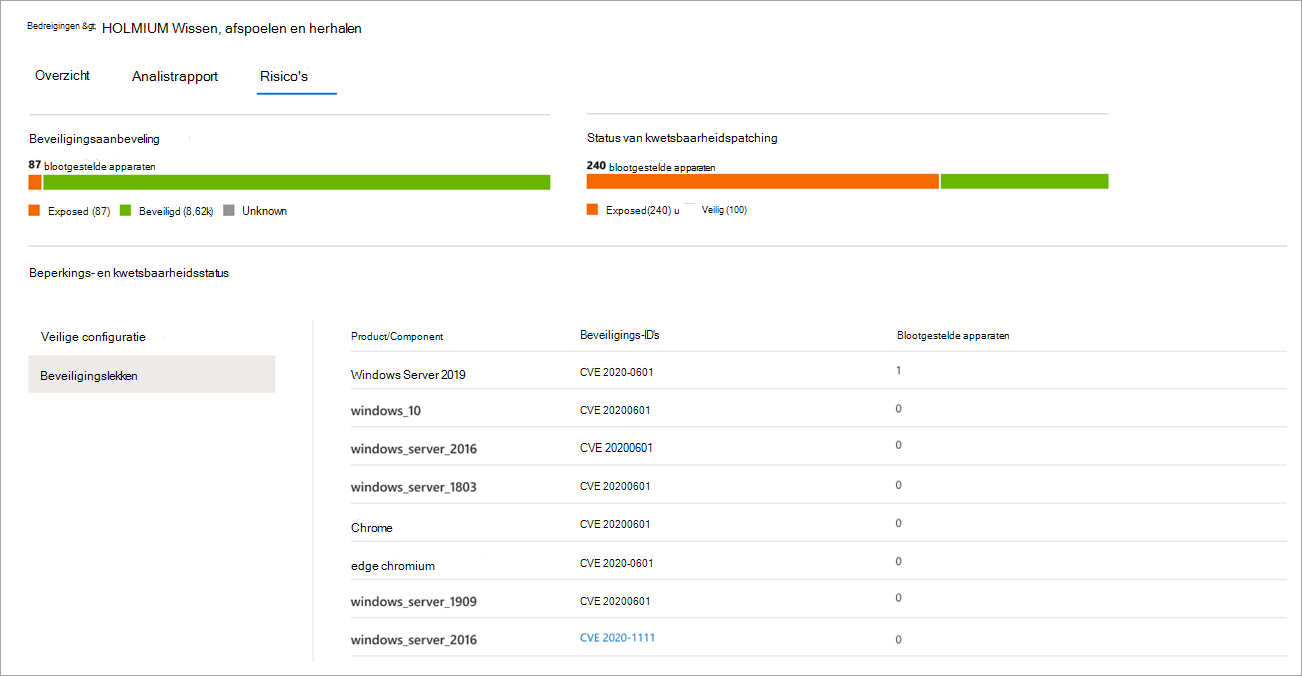 Bedreigingen &gt; HOLMIUM Wissen, afspoelen en herhalen
Overzicht Analistrapport Risico's
Beveiligingsaanbeveling
87 blootgestelde apparaten
Exposed (87) Beveiligd (8,62k) Unknown
Status van kwetsbaarheidspatching
240 blootgestelde apparaten
Exposed(240) u Veilig (100)
Beperkings- en kwetsbaarheidsstatus
Veilige configuratie
Beveiligingslekken
Product/Component Beveiligings-ID's Blootgestelde apparaten
Windows Server 2019 CVE 2020-0601 1
windows_10 CVE 20200601 0
windows_server_2016 CVE 20200601 0
windows_server_1803 CVE 20200601 0
Chrome CVE 20200601 0
edge chromium CVE 2020-0601 0
windows_server_1909 CVE 20200601 0
windows_server_2016 CVE 2020-1111 0